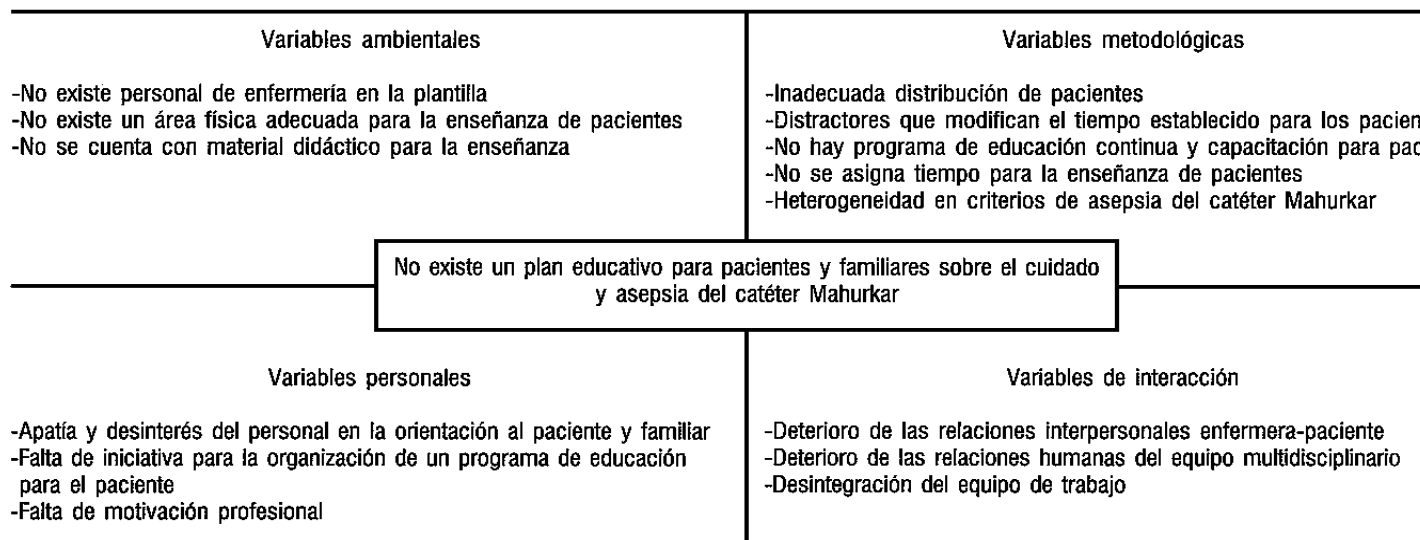 Variables ambientales
-No existe personal de enfermería en la plantilla
-No existe un área física adecuada para la enseñanza de pacientes
-No se cuenta con material didáctico para la enseñanza
Variables metodológicas
-Inadecuada distribución de pacientes
-Distractores que modifican el tiempo establecido para los pacien
-No hay programa de educación continua y capacitación para pac
-No se asigna tiempo para la enseñanza de pacientes
-Heterogeneidad en criterios de asepsia del catéter Mahurkar
No existe un plan educativo para pacientes y familiares sobre el cuidado
y asepsia del catéter Mahurkar
Variables personales
-Apatía y desinterés del personal en la orientación al paciente y familiar
-Falta de iniciativa para la organización de un programa de educación
para el paciente
-Falta de motivación profesional
Variables de interacción
-Deterioro de las relaciones interpersonales enfermera-paciente
-Deterioro de las relaciones humanas del equipo multidisciplinario
-Desintegración del equipo de trabajo